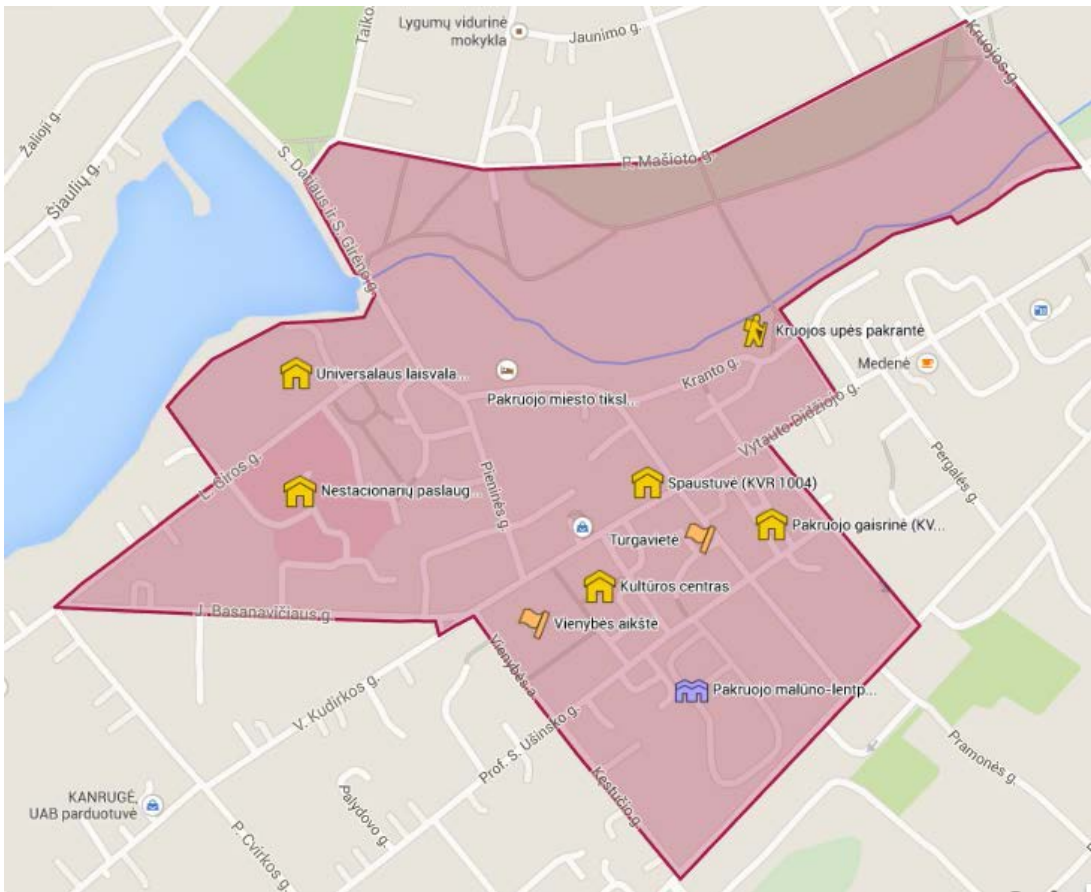 Lygumų vidurinė
mokykla
Jaunimo g.
Kruojos g.
Žalioji g.
Šiaulių g.
S. Dariaus ir S. Girėno g.
P. Mašioto g.
Kruojos upės pakrantė
Universalaus laisvala...
Pakruojo miesto tiksl...
Kranto g.
Medenė
Vytauto Didžiojo g.
L. Giros g.
Nestacionarių paslaug...
Pieninės g.
Spaustuvė (KVR 1004)
Pergalės g.
Turgavietė
Pakruojo gaisrinė (KV...
Kultūros centras
J. Basanavičiaus g.
Vienybės aikštė
Vienybės a.
V. Kudirkos g.
Pakruojo malūno-lentp...
Prof. S. Ušinsko g.
Pramonės g.
Kęstučio g.
KANRUGĖ,
UAB parduotuvė
Palydovo g.
P. Cvirkos g.